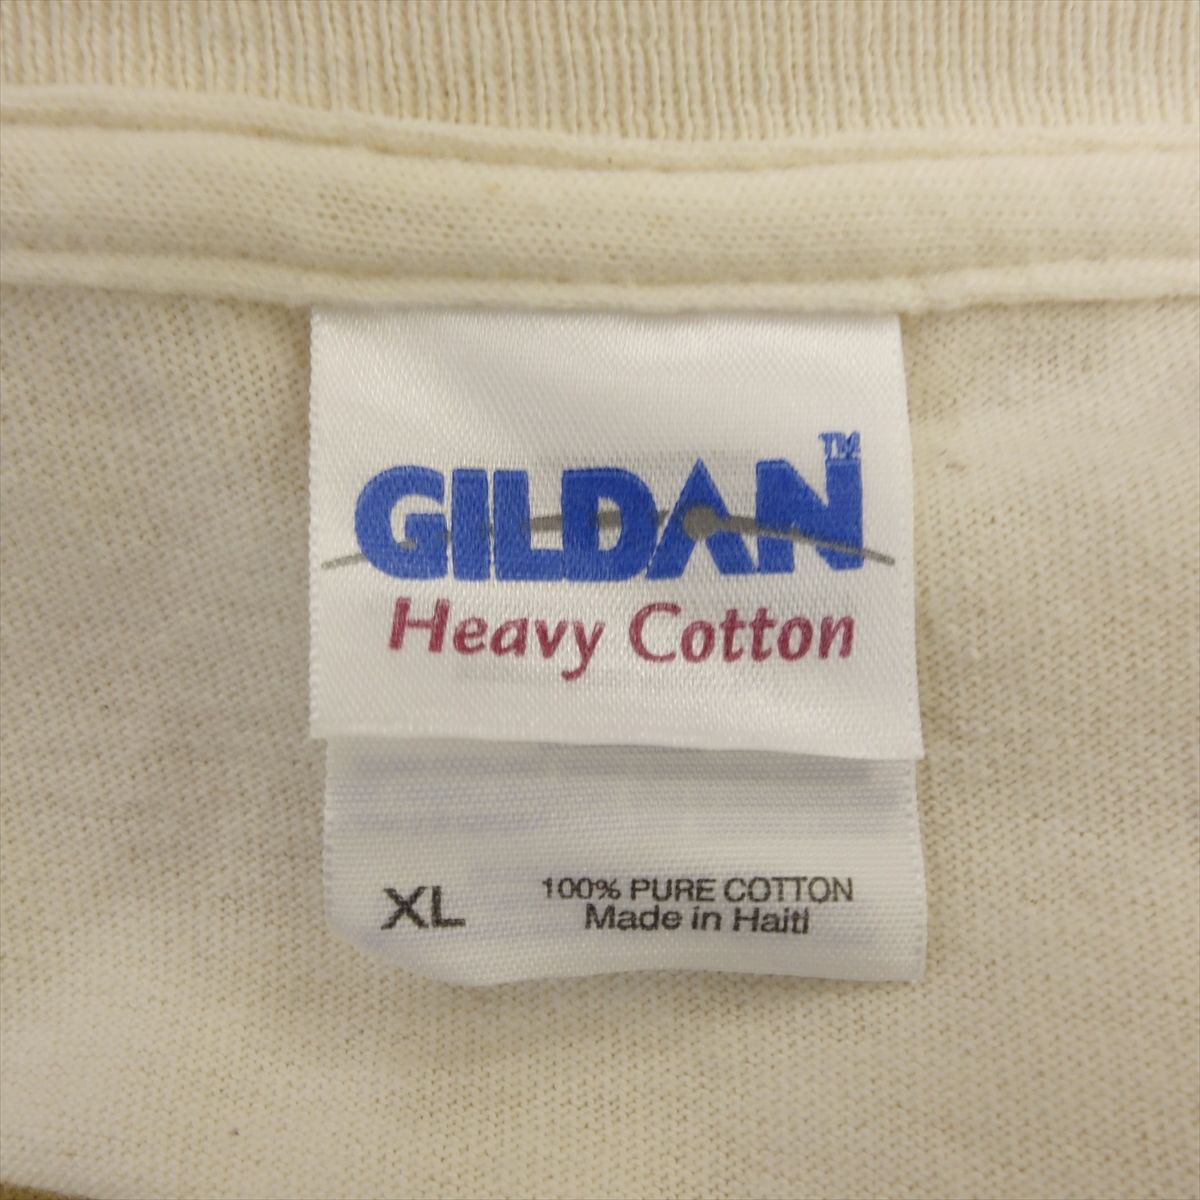 GILDAN™
Heavy Cotton
XL
100% PURE COTTON
Made in Haiti